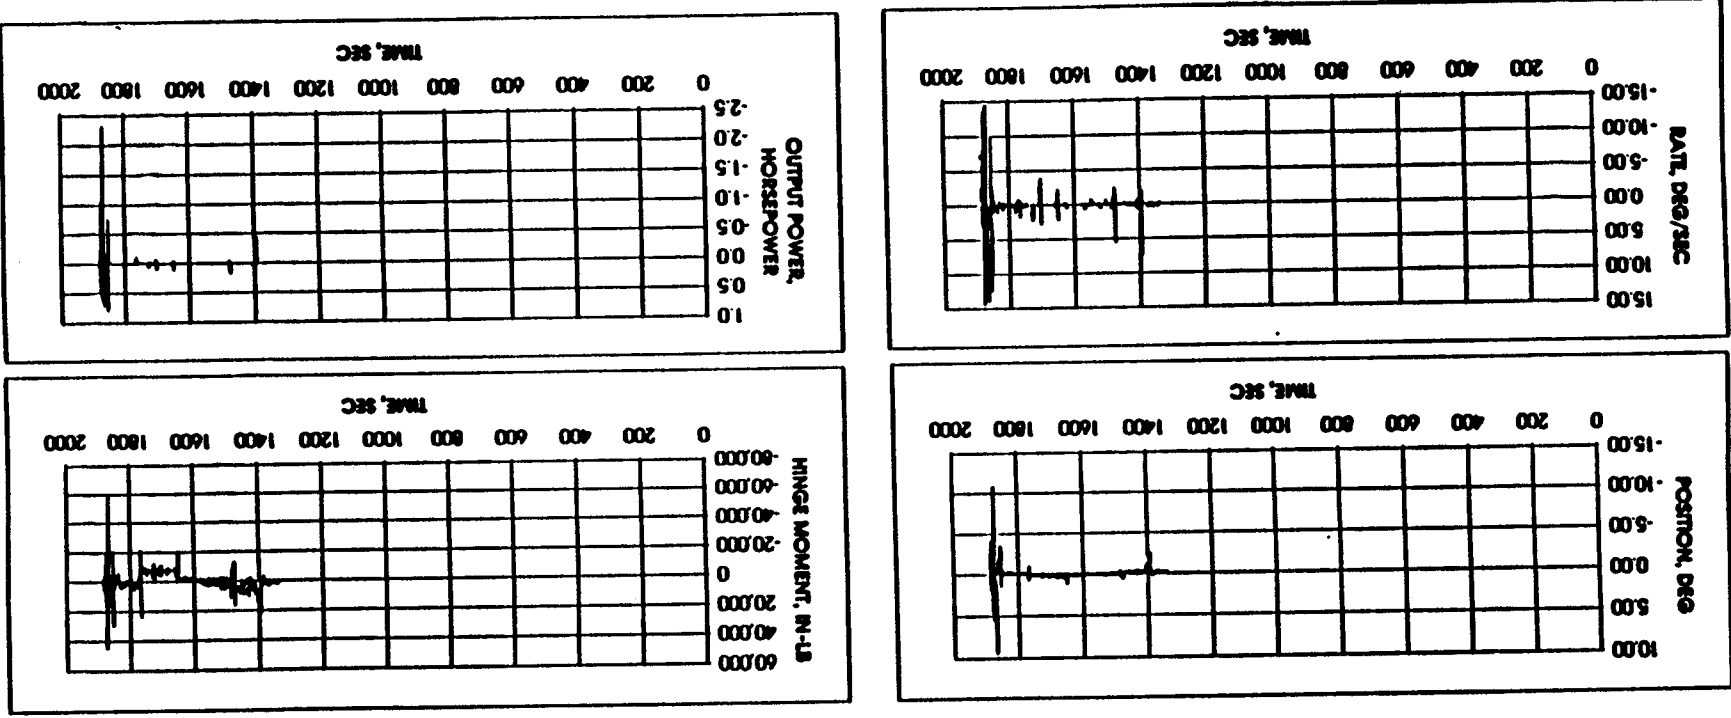 POSITION, DEG
10.00
5.00
0.00
-5.00
-10.00
-15.00
0 200 400 600 800 1000 1200 1400 1600 1800 2000
TIME, SEC
HINGE MOMENT, IN-LB
60,000
40,000
20,000
0
-20,000
-40,000
-60,000
-80,000
0 200 400 600 800 1000 1200 1400 1600 1800 2000
TIME, SEC
RATE, DEG/SEC
15.00
10.00
5.00
0.00
-5.00
-10.00
-15.00
0 200 400 600 800 1000 1200 1400 1600 1800 2000
TIME, SEC
OUTPUT POWER,
HORSEPOWER
1.0
0.5
0.0
-0.5
-1.0
-1.5
-2.0
-2.5
0 200 400 600 800 1000 1200 1400 1600 1800 2000
TIME, SEC